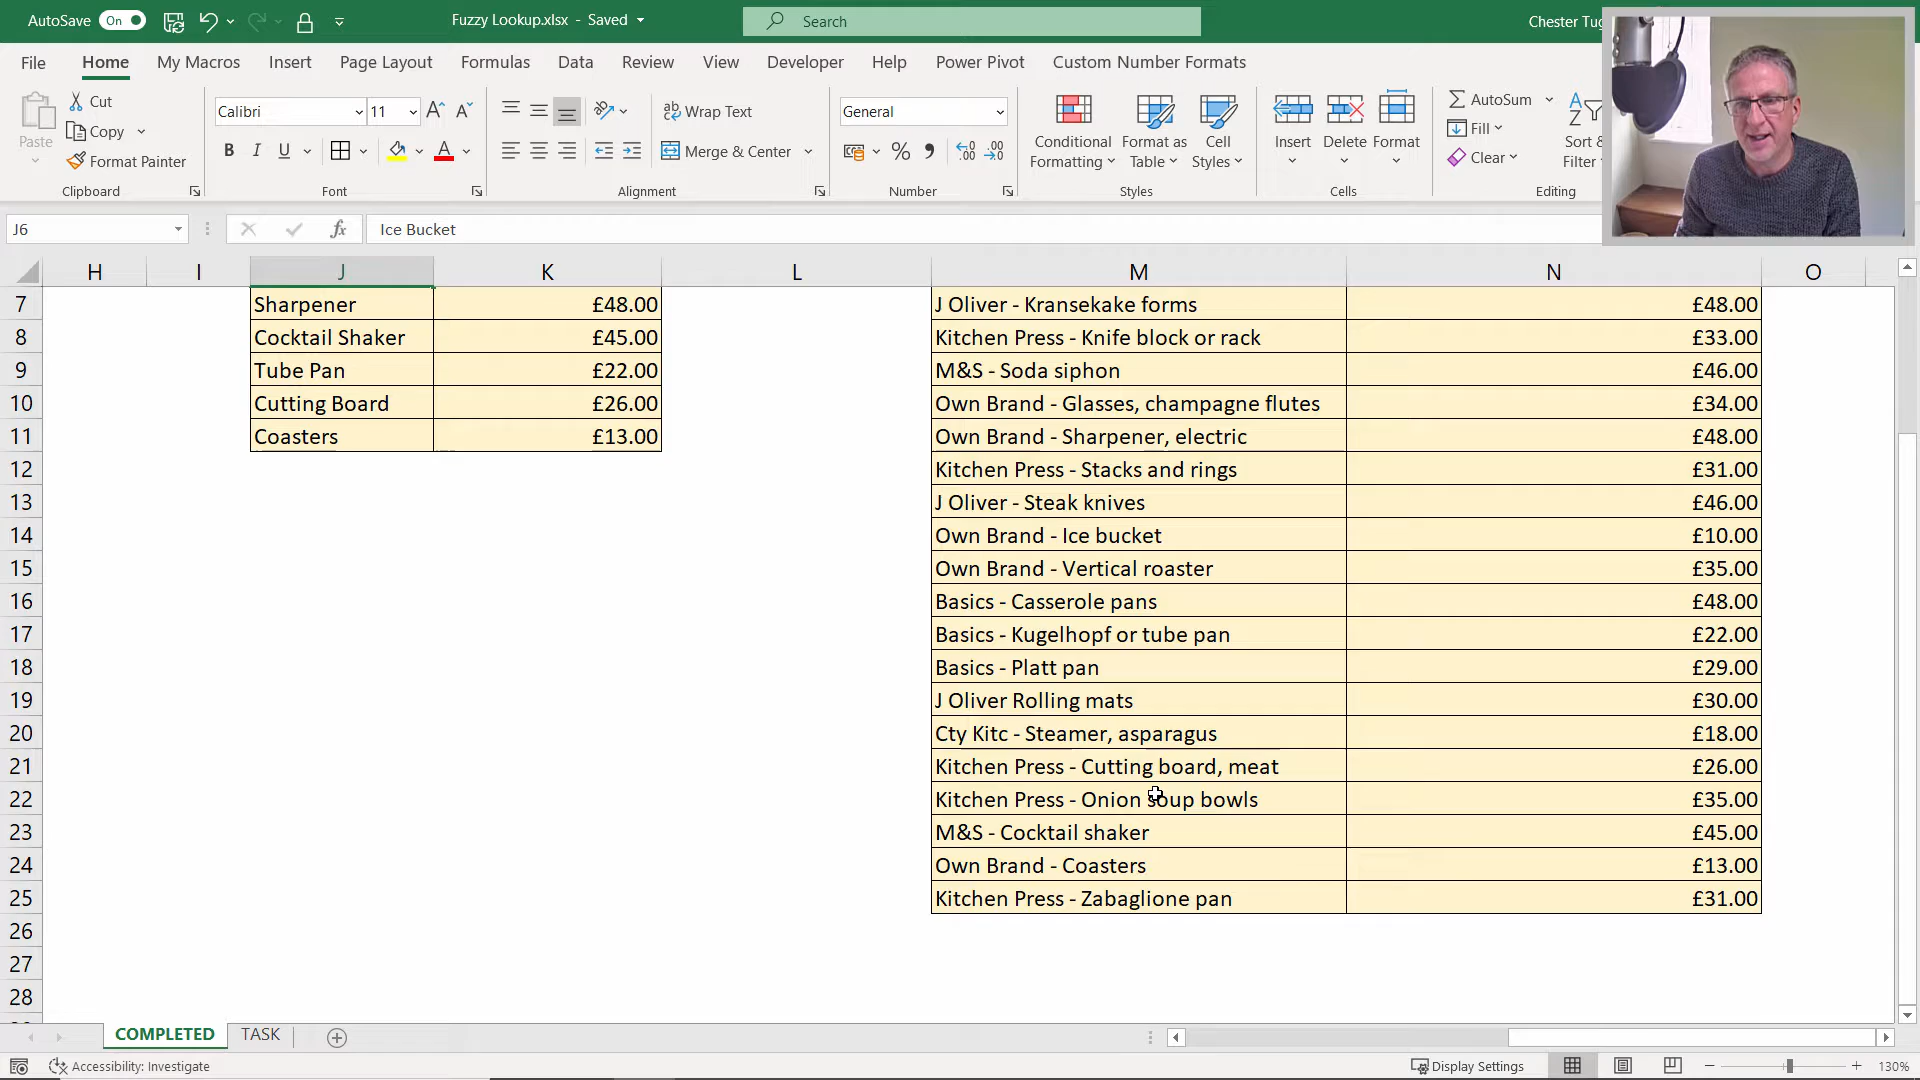 AutoSave On Fuzzy Lookup.xlsx - Saved Search Chester Tug
File Home My Macros Insert Page Layout Formulas Data Review View Developer Help Power Pivot Custom Number Formats
Paste Cut Copy Format Painter Clipboard
Calibri 11 B I U A Font
ab Wrap Text Merge & Center Alignment
General % Number
Conditional Formatting Format as Table Cell Styles Styles
Insert Delete Format Cells
AutoSum Fill Clear Sort & Filter Editing
J6 fx Ice Bucket
H I J K L M N O
7 Sharpener £48.00 J Oliver - Kransekake forms £48.00
8 Cocktail Shaker £45.00 Kitchen Press - Knife block or rack £33.00
9 Tube Pan £22.00 M&S - Soda siphon £46.00
10 Cutting Board £26.00 Own Brand - Glasses, champagne flutes £34.00
11 Coasters £13.00 Own Brand - Sharpener, electric £48.00
12 Kitchen Press - Stacks and rings £31.00
13 J Oliver - Steak knives £46.00
14 Own Brand - Ice bucket £10.00
15 Own Brand - Vertical roaster £35.00
16 Basics - Casserole pans £48.00
17 Basics - Kugelhopf or tube pan £22.00
18 Basics - Platt pan £29.00
19 J Oliver Rolling mats £30.00
20 Cty Kitc - Steamer, asparagus £18.00
21 Kitchen Press - Cutting board, meat £26.00
22 Kitchen Press - Onion soup bowls £35.00
23 M&S - Cocktail shaker £45.00
24 Own Brand - Coasters £13.00
25 Kitchen Press - Zabaglione pan £31.00
26
27
28
COMPLETED TASK
Accessibility: Investigate Display Settings 130%